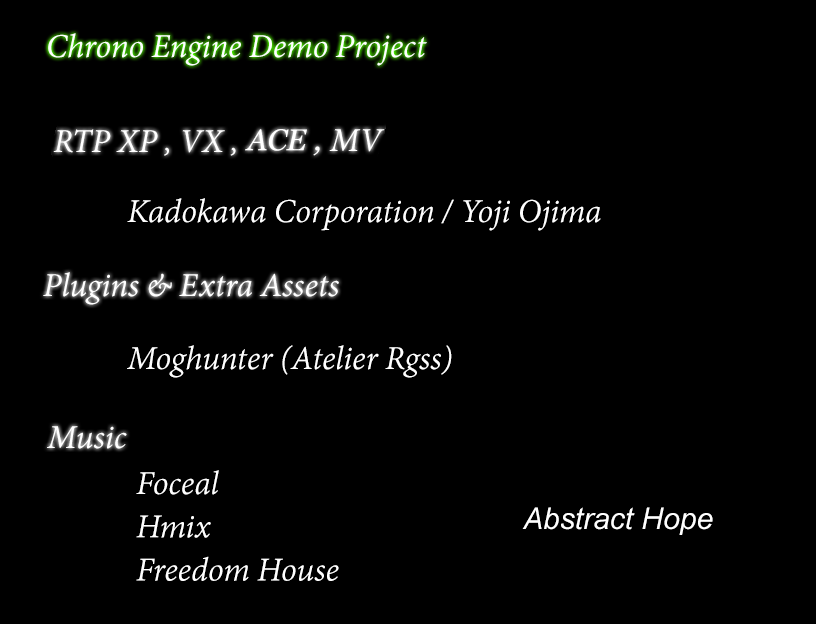 Chrono Engine Demo Project
RTP XP , VX , ACE , MV
Kadokawa Corporation / Yoji Ojima
Plugins & Extra Assets
Moghunter (Atelier Rgss)
Music
Foceal
Hmix
Abstract Hope
Freedom House